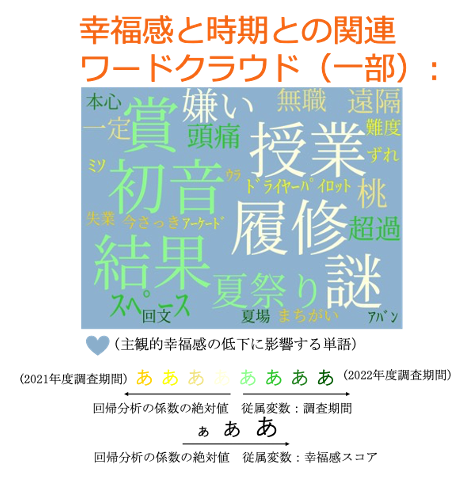 幸福感と時期との関連
ワードクラウド（一部）:
本心 賞 嫌い 無職 遠隔
一定 頭痛 授業 難度
ミソ 初音 ウラ ドライヤーパイロット 桃 ずれ
失業 今さっき アーケード 履修 超過
結果 夏祭り 謎
スペース 回文 夏場 まちがい アバン
（主観的幸福感の低下に影響する単語）
（2021年度調査期間） あ あ あ あ あ あ あ あ （2022年度調査期間）
回帰分析の係数の絶対値　従属変数：調査期間
あ あ あ
回帰分析の係数の絶対値　従属変数：幸福感スコア